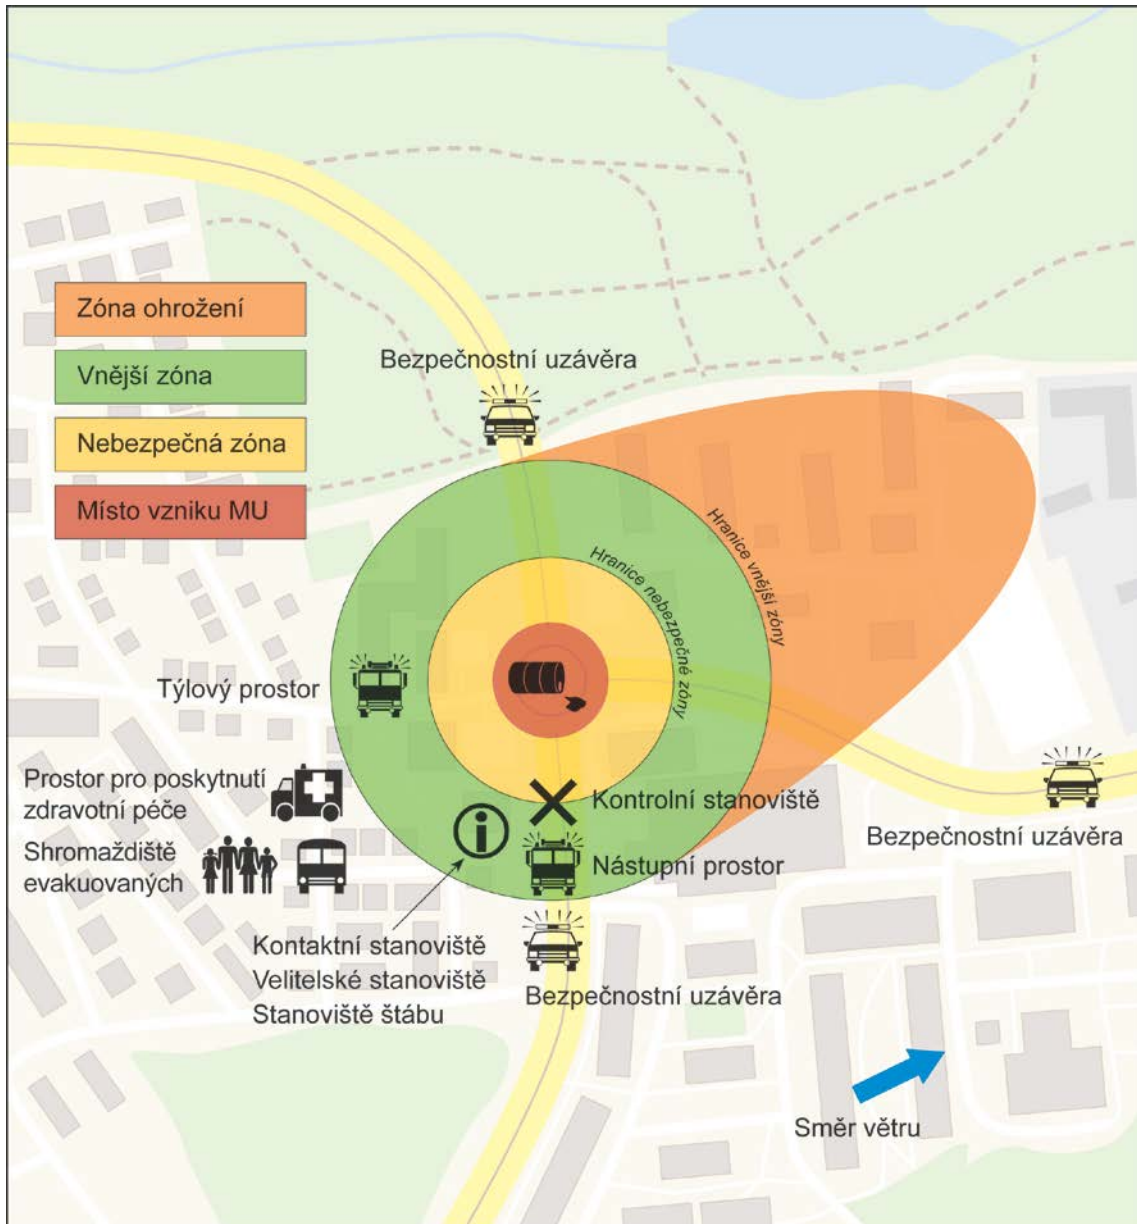 Zóna ohrožení
Vnější zóna
Nebezpečná zóna
Místo vzniku MU
Bezpečnostní uzávěra
Hranice vnější zóny
Hranice nebezpečné zóny
Týlový prostor
Prostor pro poskytnutí
zdravotní péče
Shromaždiště
evakuovaných
Kontrolní stanoviště
Nástupní prostor
Bezpečnostní uzávěra
Kontaktní stanoviště
Velitelské stanoviště
Stanoviště štábu
Bezpečnostní uzávěra
Směr větru